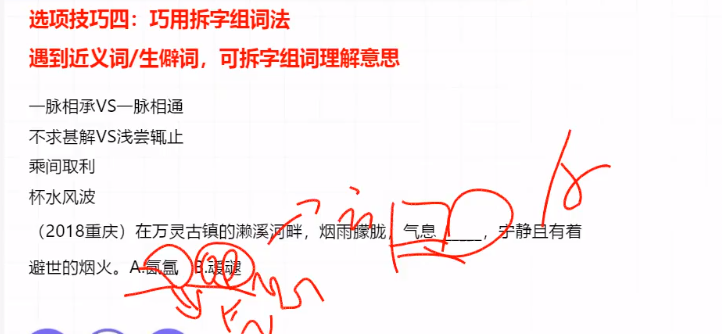 选项技巧四：巧用拆字组词法
遇到近义词/生僻词，可拆字组词理解意思
一脉相承VS一脉相通
不求甚解VS浅尝辄止
乘间取利
杯水风波
（2018重庆）在万灵古镇的濑溪河畔，烟雨朦胧，气息_____，宁静且有着
避世的烟火。A.氤氲 B.叆叇